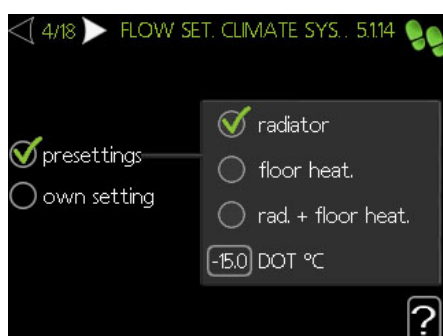 4/18 FLOW SET. CLIMATE SYS.. 5.1.14
radiator
presettings
floor heat.
own setting
rad. + floor heat.
-15.0 DOT °C
?